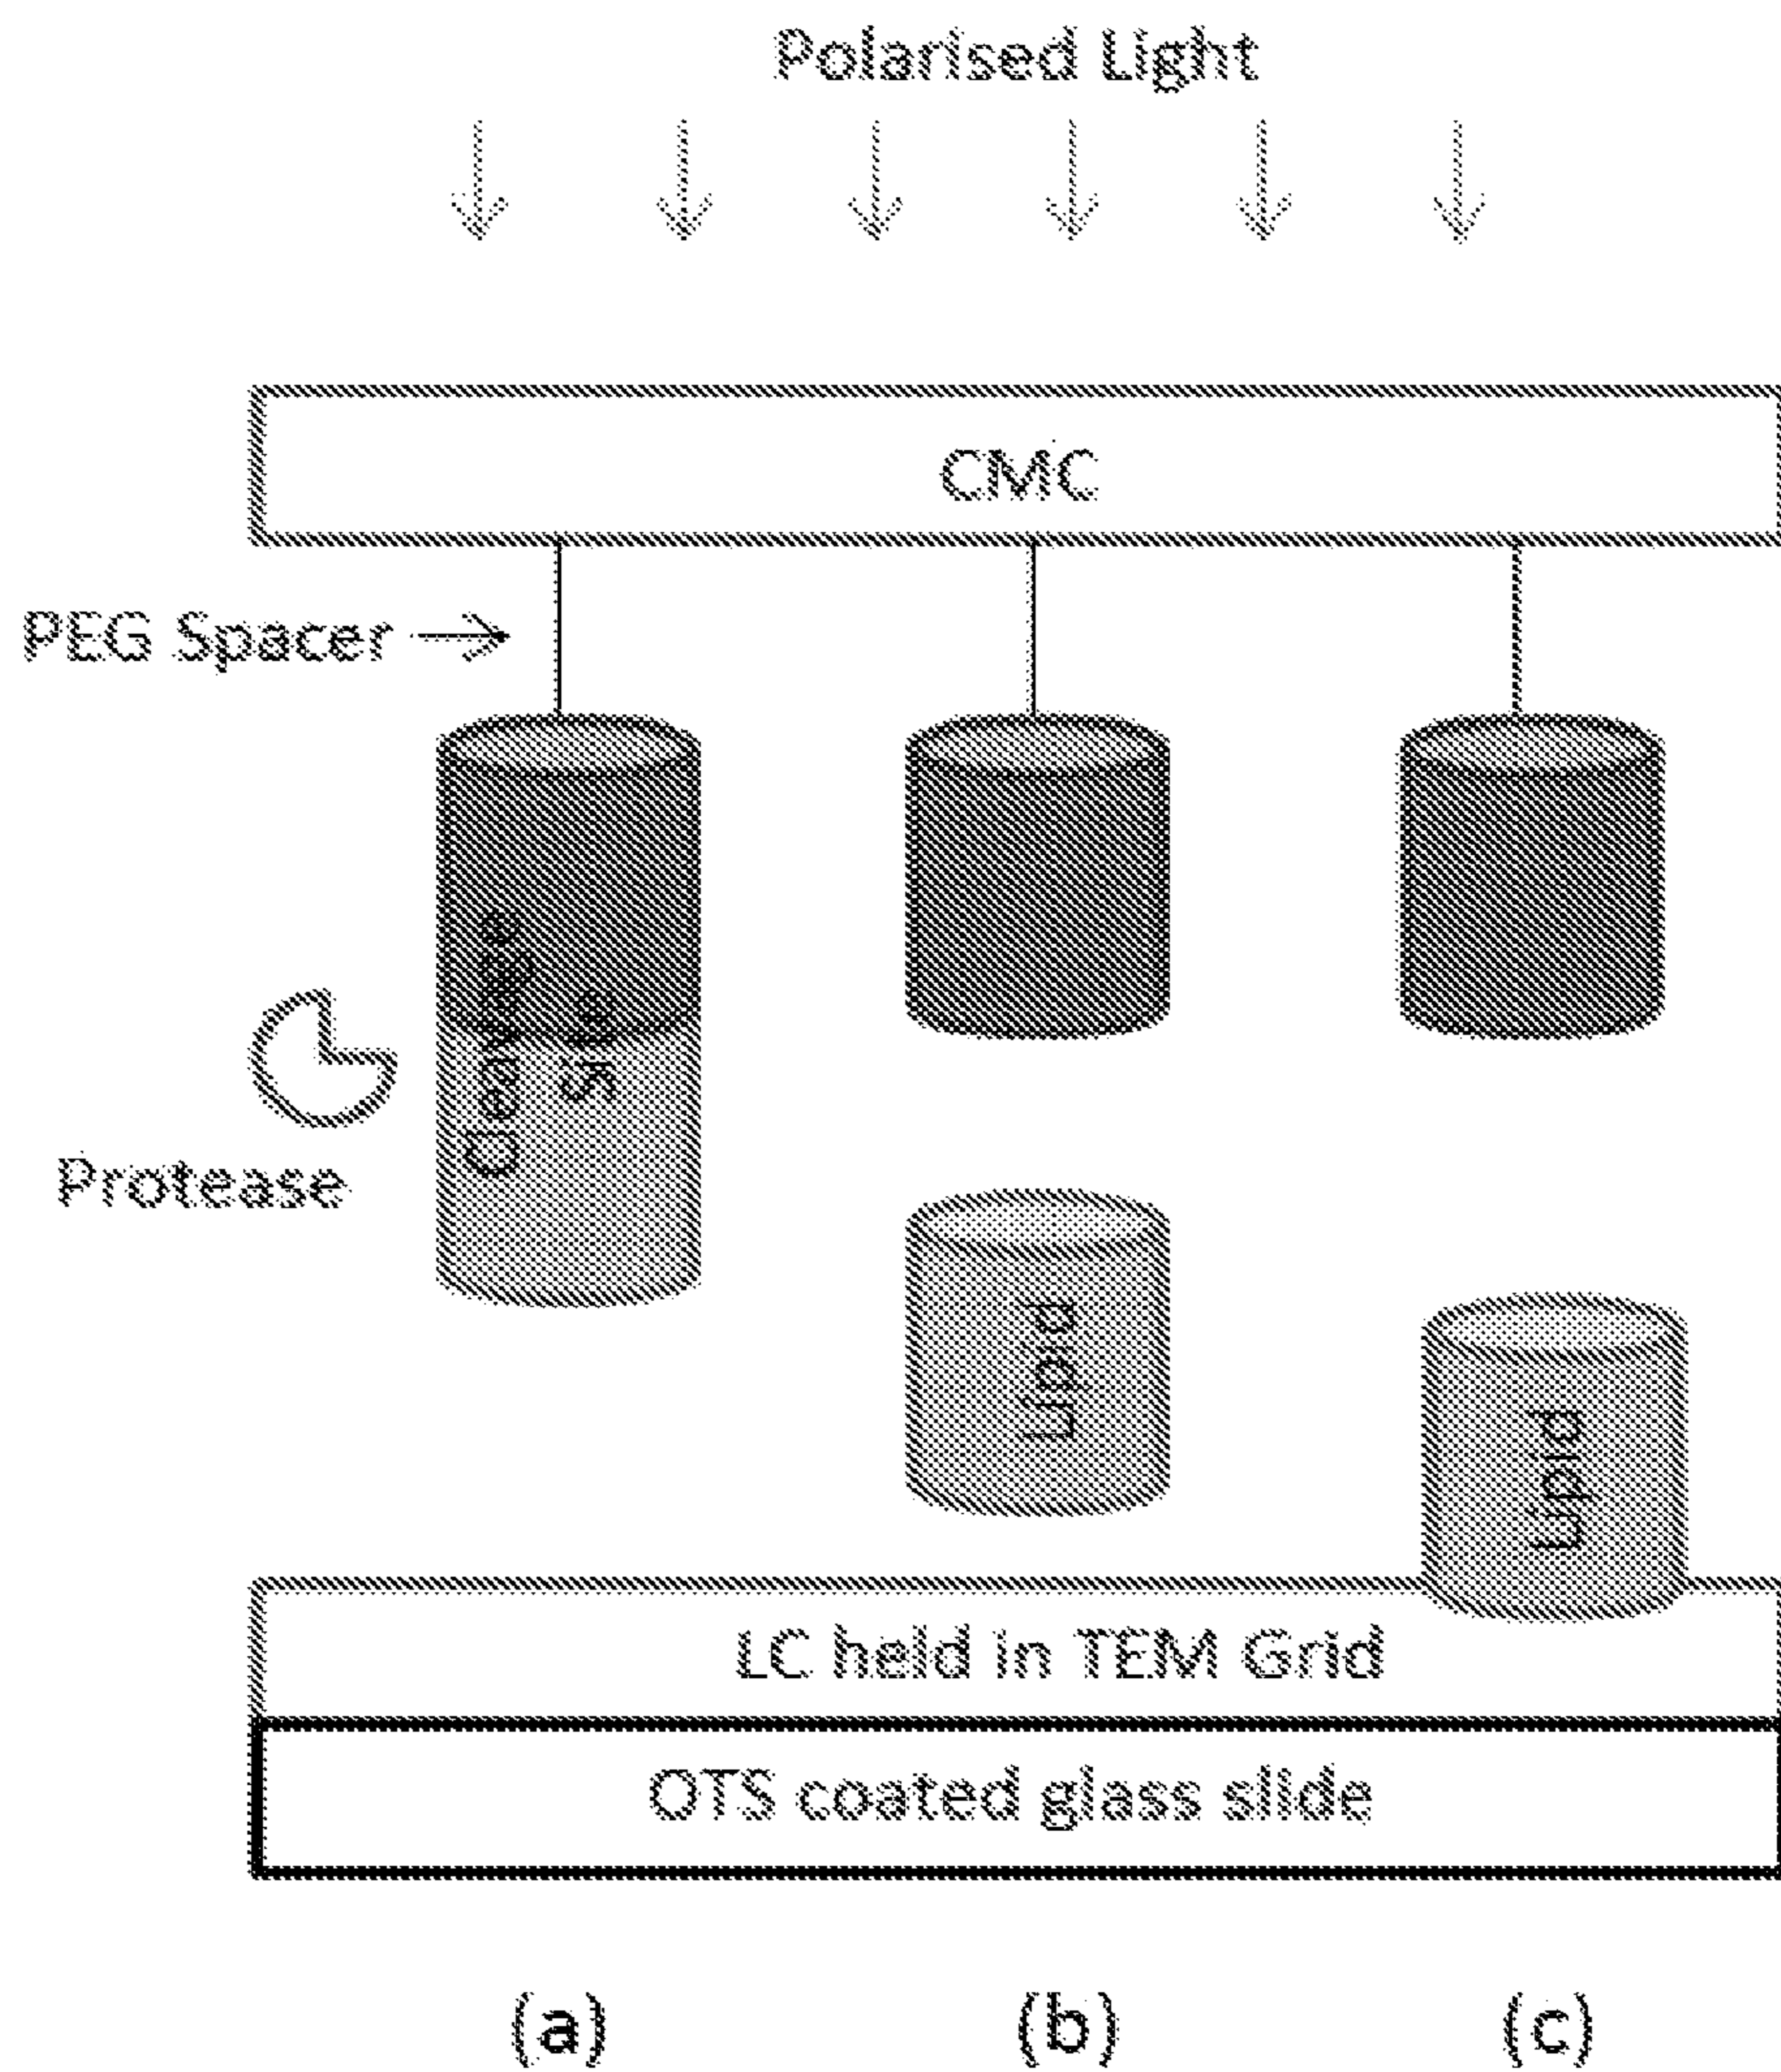 Polarised Light
CMC
PEG Spacer
Cleavage
site
Protease
Lipid
Lipid
LC held in TEM Grid
OTS coated glass slide
(a)
(b)
(c)